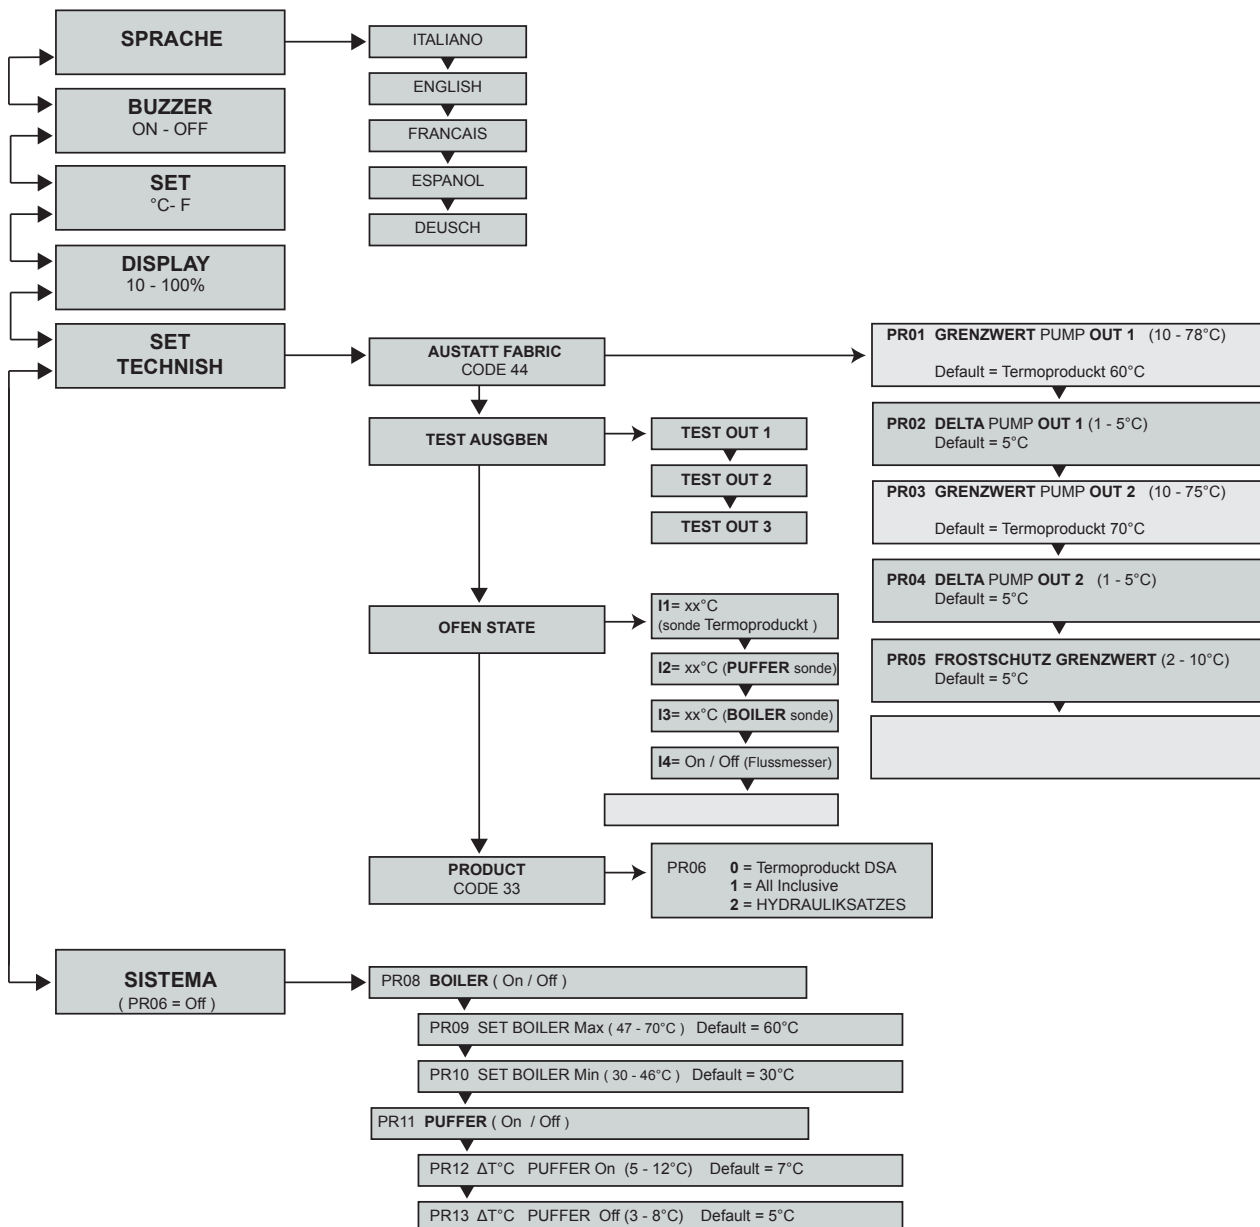 SPRACHE
BUZZER
ON - OFF
SET
°C- F
DISPLAY
10 - 100%
SET
TECHNISH
ITALIANO
ENGLISH
FRANCAIS
ESPANOL
DEUSCH
AUSTATT FABRIC
CODE 44
TEST AUSGBEN
TEST OUT 1
TEST OUT 2
TEST OUT 3
OFEN STATE
I1= xx°C
(sonde Termoproduckt )
I2= xx°C (PUFFER sonde)
I3= xx°C (BOILER sonde)
I4= On / Off (Flussmesser)
PRODUCT
CODE 33
PR06 0 = Termoproduckt DSA
1 = All Inclusive
2 = HYDRAULIKSATZES
PR01 GRENZWERT PUMP OUT 1 (10 - 78°C)
Default = Termoproduckt 60°C
PR02 DELTA PUMP OUT 1 (1 - 5°C)
Default = 5°C
PR03 GRENZWERT PUMP OUT 2 (10 - 75°C)
Default = Termoproduckt 70°C
PR04 DELTA PUMP OUT 2 (1 - 5°C)
Default = 5°C
PR05 FROSTSCHUTZ GRENZWERT (2 - 10°C)
Default = 5°C
SISTEMA
( PR06 = Off )
PR08 BOILER ( On / Off )
PR09 SET BOILER Max ( 47 - 70°C ) Default = 60°C
PR10 SET BOILER Min ( 30 - 46°C ) Default = 30°C
PR11 PUFFER ( On / Off )
PR12 ΔT°C PUFFER On (5 - 12°C) Default = 7°C
PR13 ΔT°C PUFFER Off (3 - 8°C) Default = 5°C